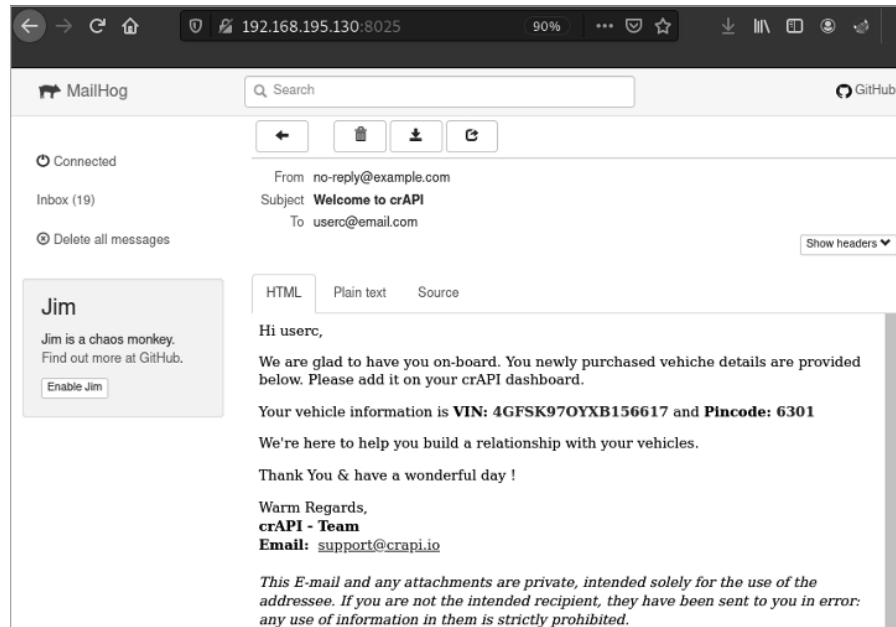 192.168.195.130:8025
90%
MailHog
Search
GitHub
Connected
Inbox (19)
Delete all messages
Jim
Jim is a chaos monkey.
Find out more at GitHub.
Enable Jim
From no-reply@example.com
Subject Welcome to crAPI
To userc@email.com
Show headers
HTML Plain text Source
Hi userc,
We are glad to have you on-board. You newly purchased vehiche details are provided
below. Please add it on your crAPI dashboard.
Your vehicle information is VIN: 4GFSK97OYXB156617 and Pincode: 6301
We're here to help you build a relationship with your vehicles.
Thank You & have a wonderful day !
Warm Regards,
crAPI - Team
Email: support@crapi.io
This E-mail and any attachments are private, intended solely for the use of the
addressee. If you are not the intended recipient, they have been sent to you in error:
any use of information in them is strictly prohibited.